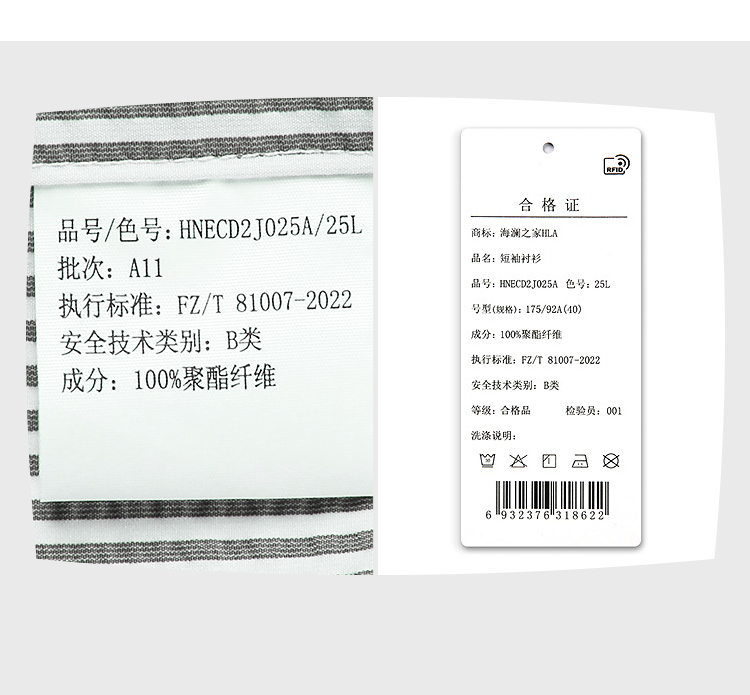 品号/色号: HNECD2J025A/25L
批次: A11
执行标准: FZ/T 81007-2022
安全技术类别: B类
成分: 100%聚酯纤维
RFID
合格证
商标: 海澜之家HLA
品名: 短袖衬衫
品号: HNECD2J025A 色号: 25L
号型(规格): 175/92A(40)
成分: 100%聚酯纤维
执行标准: FZ/T 81007-2022
安全技术类别: B类
等级: 合格品 检验员: 001
洗涤说明:
6 932376 318622